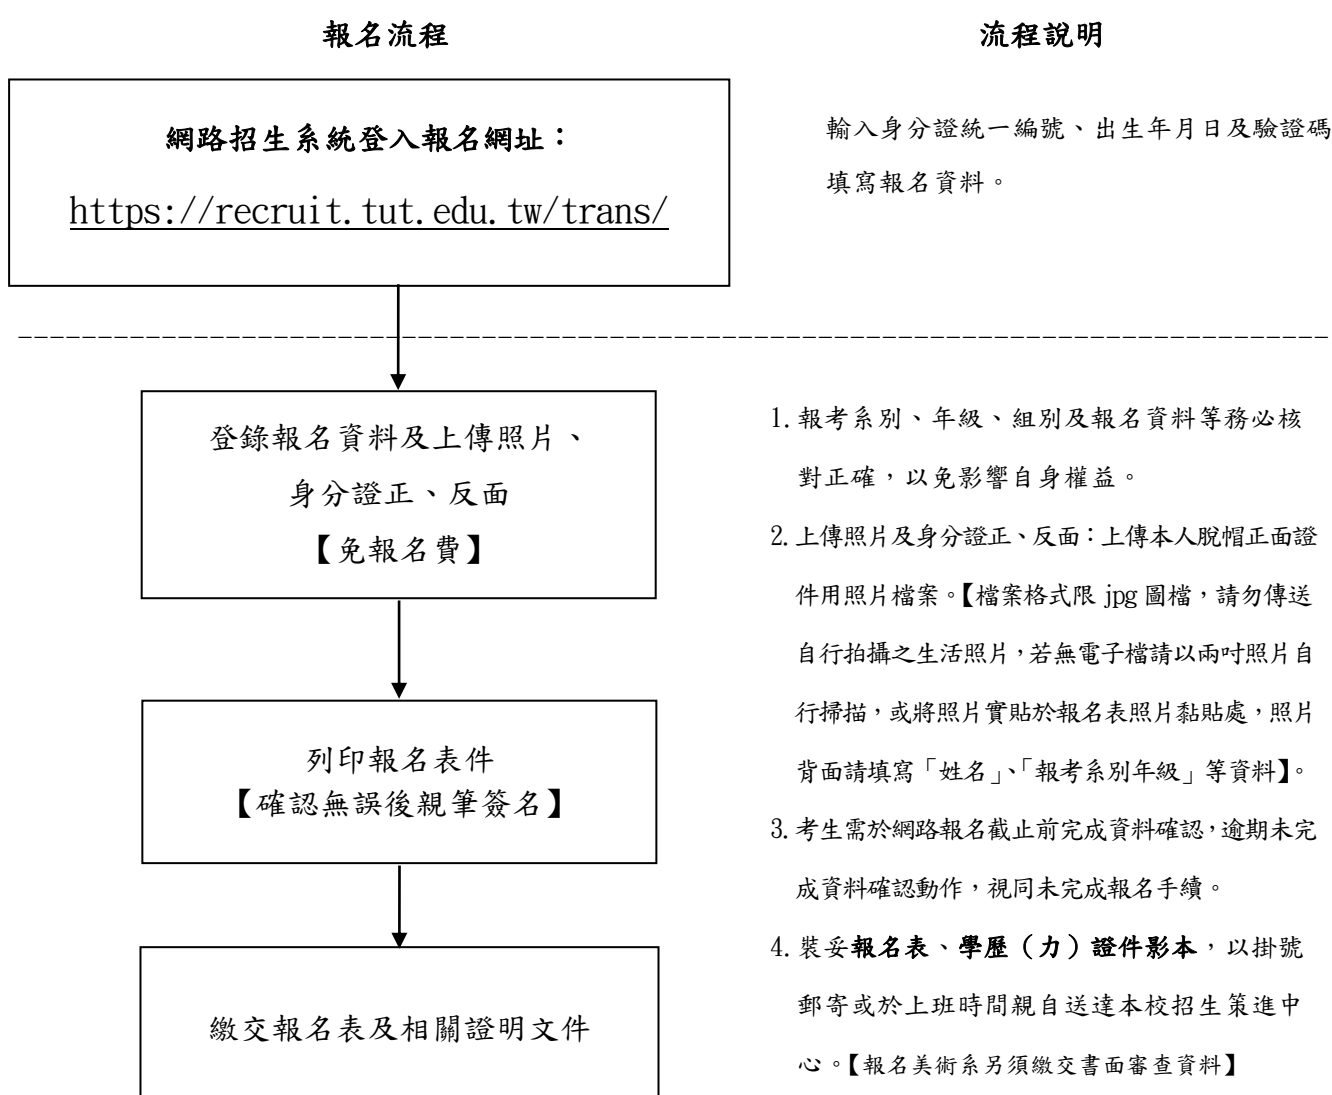 報名流程
流程說明
網路招生系統登入報名網址：
https://recruit.tut.edu.tw/trans/
輸入身分證統一編號、出生年月日及驗證碼
填寫報名資料。
登錄報名資料及上傳照片、
身分證正、反面
【免報名費】
列印報名表件
【確認無誤後親筆簽名】
繳交報名表及相關證明文件
1.報考系別、年級、組別及報名資料等務必核
對正確，以免影響自身權益。
2.上傳照片及身分證正、反面：上傳本人脫帽正面證
件用照片檔案。【檔案格式限 jpg 圖檔，請勿傳送
自行拍攝之生活照片，若無電子檔請以兩吋照片自
行掃描，或將照片實貼於報名表照片黏貼處，照片
背面請填寫「姓名」、「報考系別年級」等資料】。
3.考生需於網路報名截止前完成資料確認，逾期未完
成資料確認動作，視同未完成報名手續。
4.裝妥報名表、學歷（力）證件影本，以掛號
郵寄或於上班時間親自送達本校招生策進中
心。【報名美術系另須繳交書面審查資料】